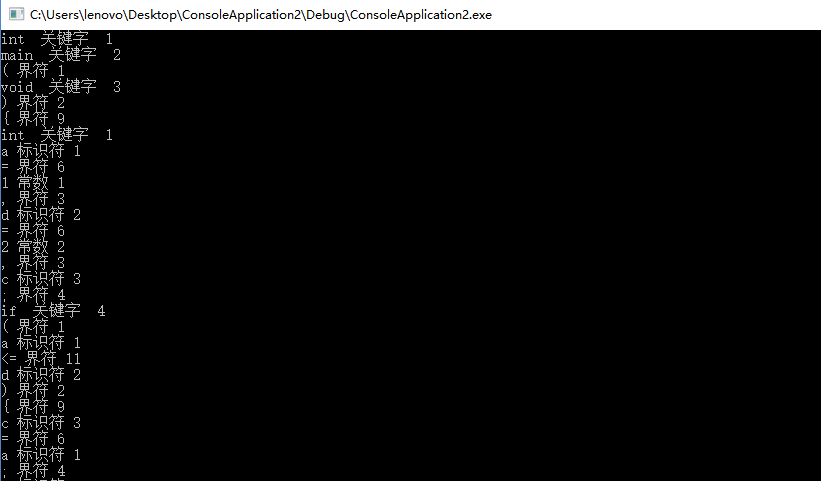 C:\Users\lenovo\Desktop\ConsoleApplication2\Debug\ConsoleApplication2.exe
int  关键字  1
main  关键字  2
( 界符 1
void  关键字  3
) 界符 2
{ 界符 9
int  关键字  1
a 标识符 1
= 界符 6
1 常数 1
, 界符 3
d 标识符 2
= 界符 6
2 常数 2
, 界符 3
c 标识符 3
; 界符 4
if  关键字  4
( 界符 1
a 标识符 1
<= 界符 11
d 标识符 2
) 界符 2
{ 界符 9
c 标识符 3
= 界符 6
a 标识符 1
; 界符 4